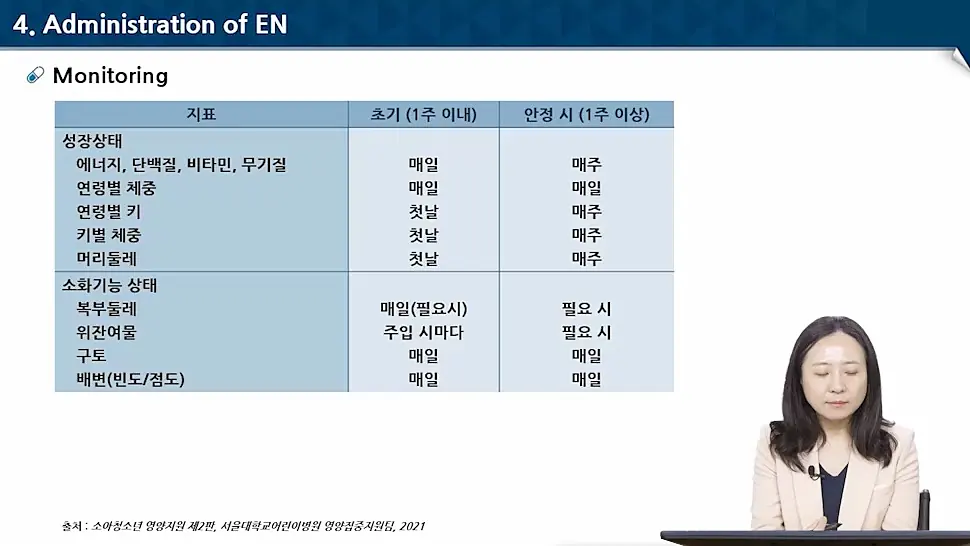 4. Administration of EN
Monitoring
지표 초기 (1주 이내) 안정 시 (1주 이상)
성장상태
에너지, 단백질, 비타민, 무기질 매일 매주
연령별 체중 매일 매일
연령별 키 첫날 매주
키별 체중 첫날 매주
머리둘레 첫날 매주
소화기능 상태
복부둘레 매일(필요시) 필요 시
위잔여물 주입 시마다 필요 시
구토 매일 매일
배변(빈도/점도) 매일 매일
출처 : 소아청소년 영양지원 제2판, 서울대학교어린이병원 영양집중지원팀, 2021